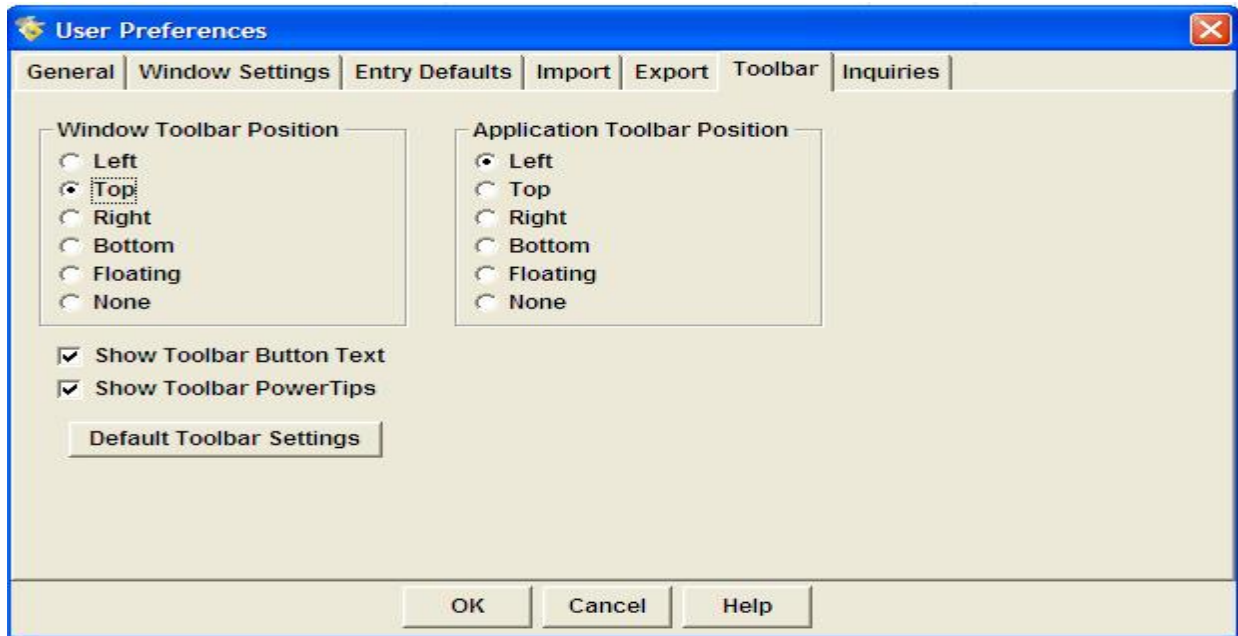 User Preferences
General Window Settings Entry Defaults Import Export Toolbar Inquiries
Window Toolbar Position
Left
Top
Right
Bottom
Floating
None
Application Toolbar Position
Left
Top
Right
Bottom
Floating
None
Show Toolbar Button Text
Show Toolbar PowerTips
Default Toolbar Settings
OK Cancel Help